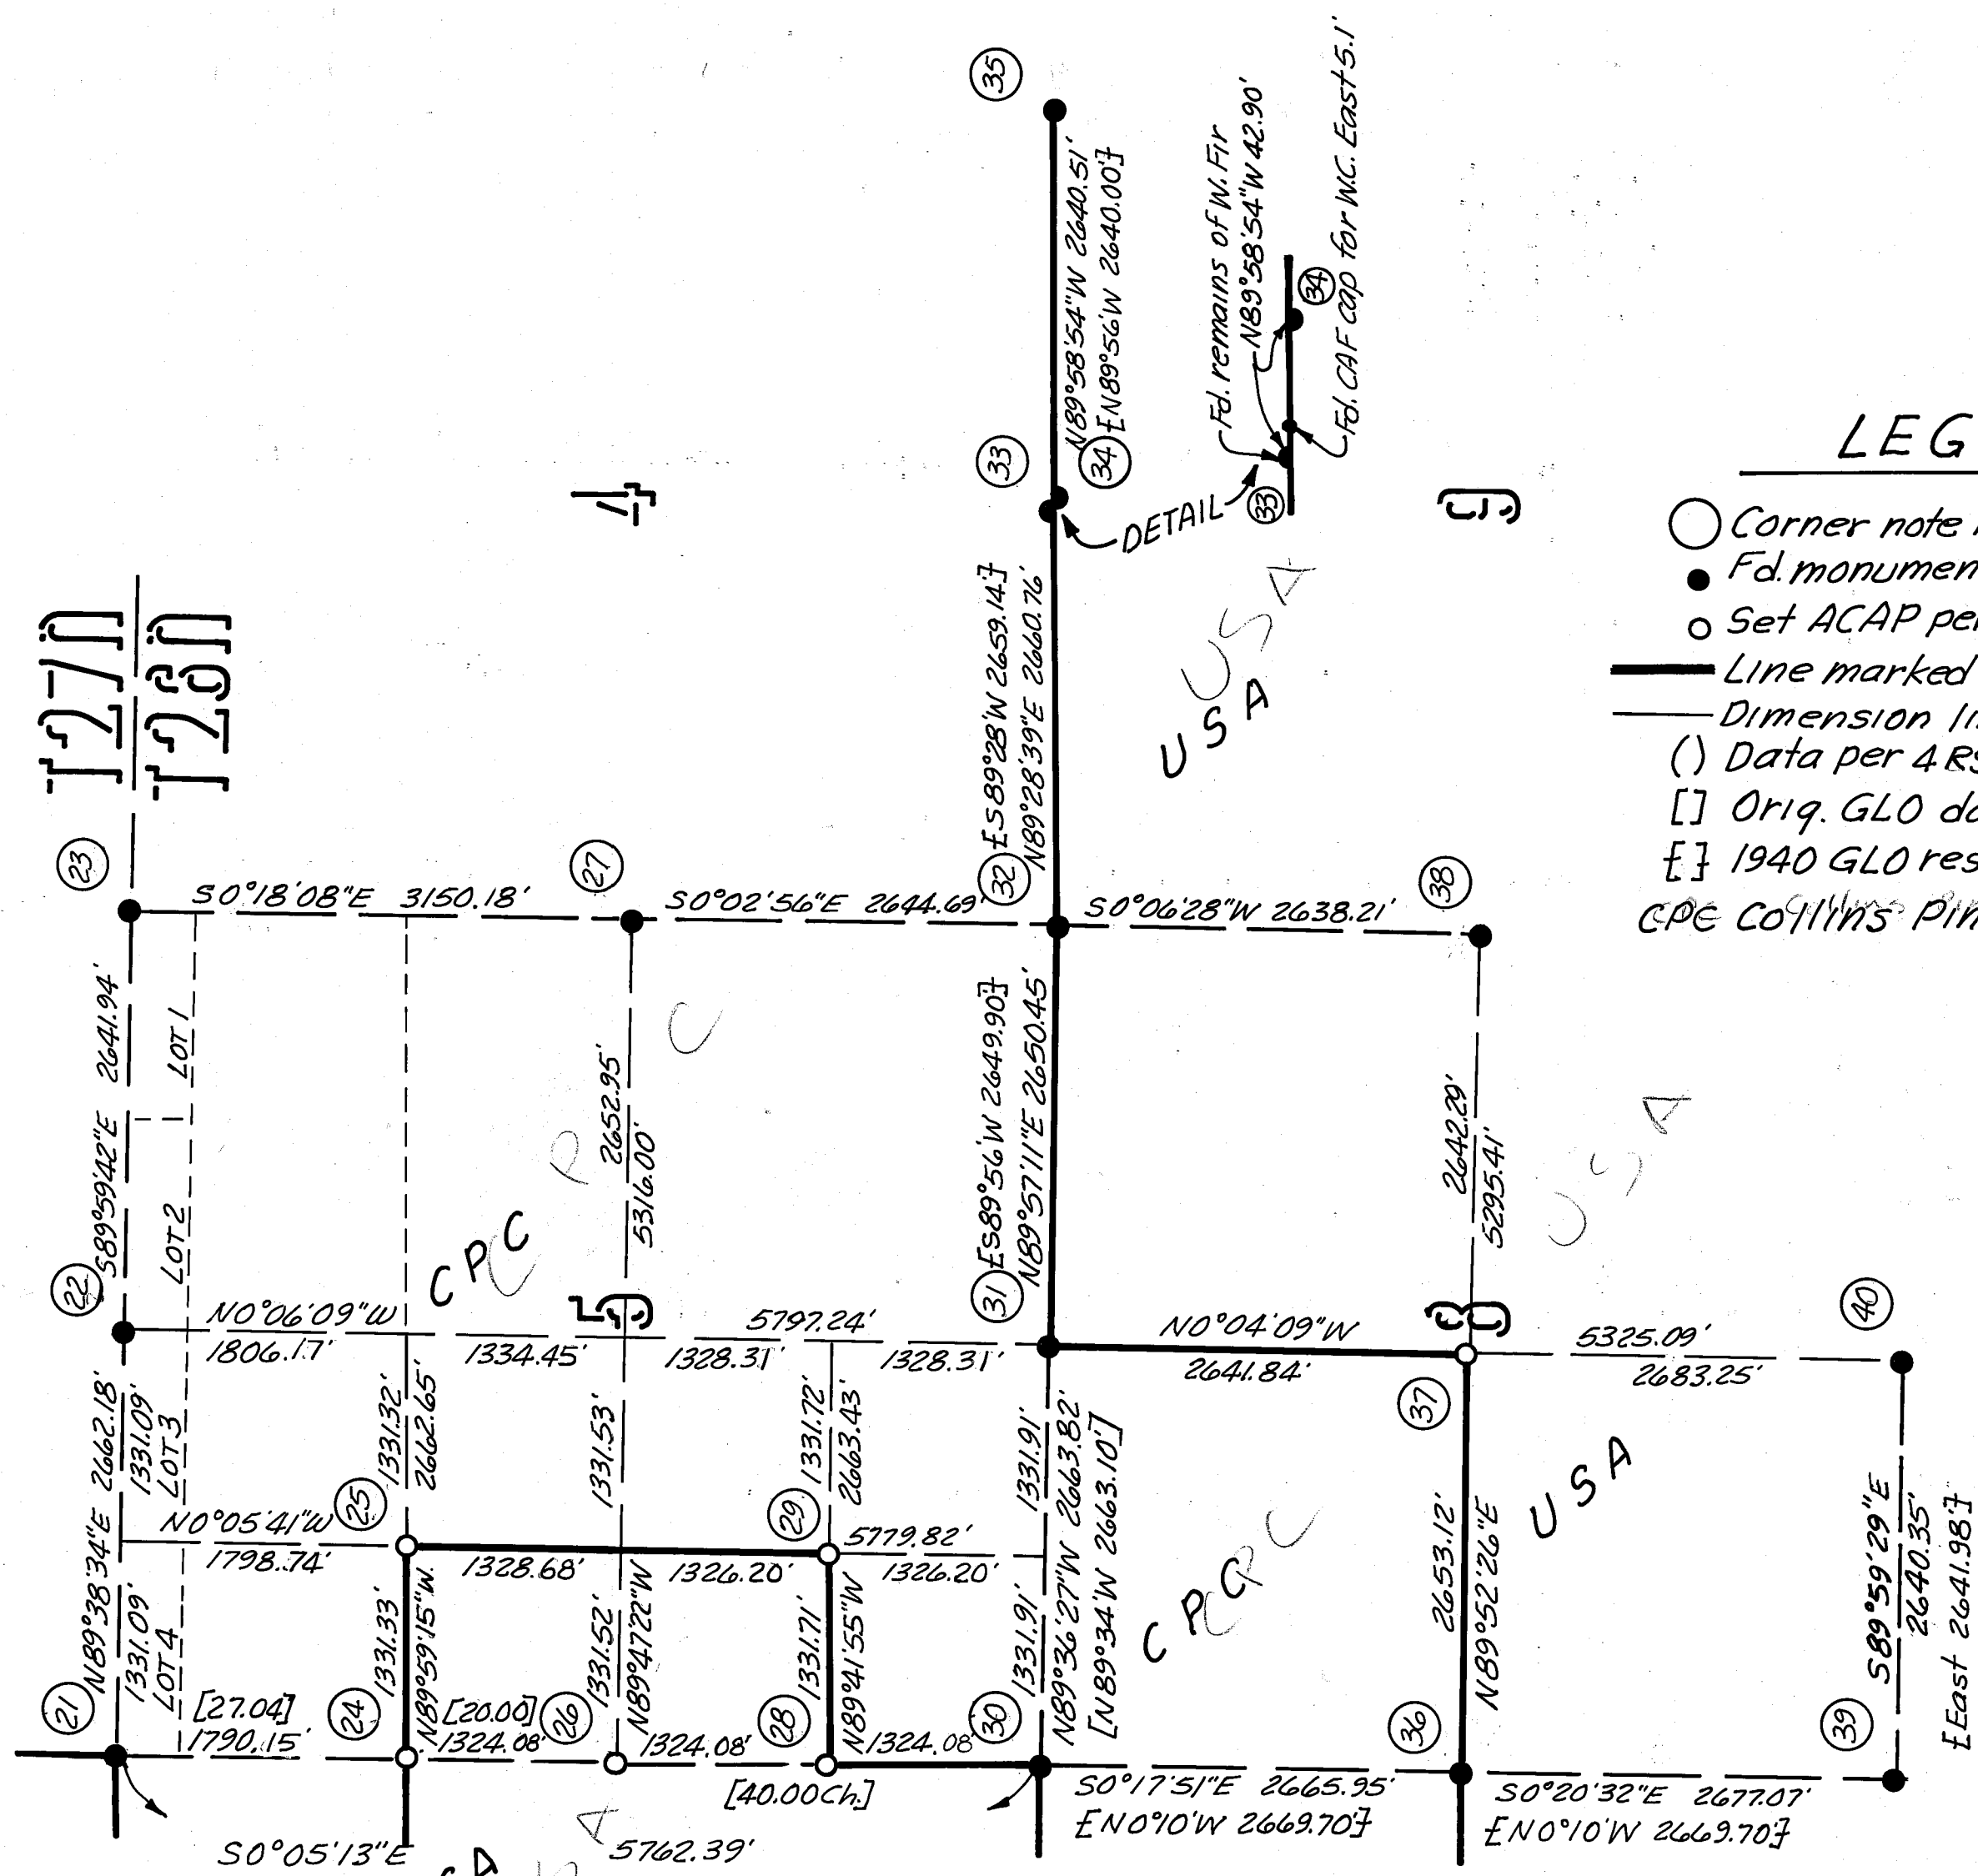 35
N89°58'54"W 2640.51'
{N89°56'W 2640.00'}
Fd. remains of W. Fir
N89°58'54"W 42.90'
34
Fd. CAF cap for W.C. East 5.1'
33
33
34
DETAIL
4
9
T27N
T28N
{S89°28'W 2659.14'}
N89°28'39"E 2660.76'
USA
USA
LEG
Corner note
Fd. monumen
Set ACAP pe
Line marked
Dimension li
() Data per 4 RS
[] Orig. GLO da
{} 1940 GLO res
CPC Collins Pin
23
S0°18'08"E 3150.18'
27
S0°02'56"E 2644.69'
32
S0°06'28"W 2638.21'
38
S89°59'42"E 2641.94'
LOT 1
LOT 2
2652.95'
5316.00'
C P C
CPC
{S89°56'W 2649.90'}
N89°57'11"E 2650.45'
2642.29'
5295.41'
USA
22
N0°06'09"W
1806.17'
1334.45'
5
1328.31'
5797.24'
1328.31'
31
N0°04'09"W
2641.84'
8
37
5325.09'
2683.25'
40
N89°38'34"E 2662.18'
1331.09'
LOT 3
1331.32'
2662.65'
1331.53'
1331.72'
2663.43'
1331.91'
N89°36'27"W 2663.82'
[N89°34'W 2663.10']
N0°05'41"W
1798.74'
25
1328.68'
1326.20'
29
5779.82'
1326.20'
CPC
CPC
USA
2653.12'
N89°52'26"E
S89°59'29"E
2640.35'
{East 2641.98'}
1331.09'
LOT 4
1331.33'
N89°59'15"W
1331.52'
N89°47'22"W
1331.71'
N89°41'55"W
1331.91'
21
[27.04]
1790.15'
24
[20.00]
1324.08'
26
1324.08'
28
1324.08'
30
36
39
[40.00 Ch.]
S0°17'51"E 2665.95'
{N0°10'W 2669.70'}
S0°20'32"E 2677.07'
{N0°10'W 2669.70'}
S0°05'13"E
5762.39'